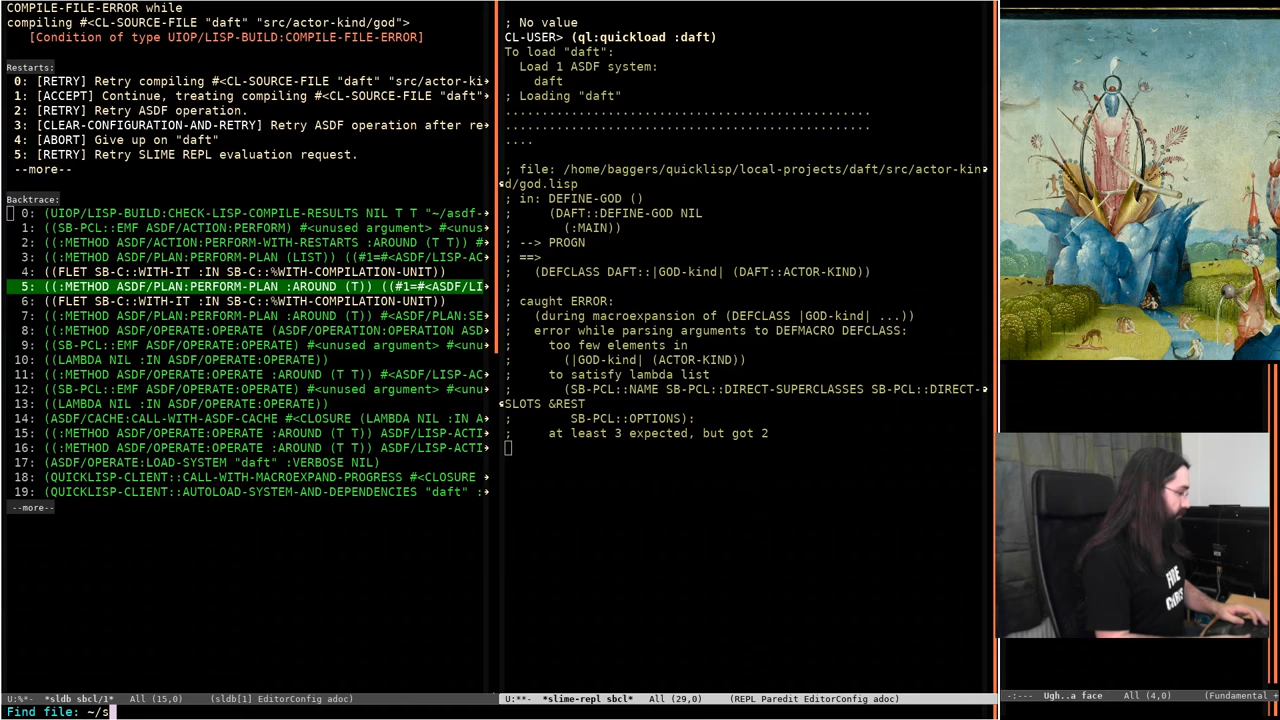 COMPILE-FILE-ERROR while
compiling #<CL-SOURCE-FILE "daft" "src/actor-kind/god">
[Condition of type UIOP/LISP-BUILD:COMPILE-FILE-ERROR]
Restarts:
0: [RETRY] Retry compiling #<CL-SOURCE-FILE "daft" "src/actor-ki
1: [ACCEPT] Continue, treating compiling #<CL-SOURCE-FILE "daft"
2: [RETRY] Retry ASDF operation.
3: [CLEAR-CONFIGURATION-AND-RETRY] Retry ASDF operation after re
4: [ABORT] Give up on "daft"
5: [RETRY] Retry SLIME REPL evaluation request.
--more--
Backtrace:
0: (UIOP/LISP-BUILD:CHECK-LISP-COMPILE-RESULTS NIL T T "~/asdf-
1: ((SB-PCL::EMF ASDF/ACTION:PERFORM) #<unused argument> #<unus
2: ((:METHOD ASDF/ACTION:PERFORM-WITH-RESTARTS :AROUND (T T)) #
3: ((:METHOD ASDF/PLAN:PERFORM-PLAN (LIST)) ((#1=#<ASDF/LISP-AC
4: ((FLET SB-C::WITH-IT :IN SB-C::%WITH-COMPILATION-UNIT))
5: ((:METHOD ASDF/PLAN:PERFORM-PLAN :AROUND (T)) ((#1=#<ASDF/LI
6: ((FLET SB-C::WITH-IT :IN SB-C::%WITH-COMPILATION-UNIT))
7: ((:METHOD ASDF/PLAN:PERFORM-PLAN :AROUND (T)) #<ASDF/PLAN:SE
8: ((:METHOD ASDF/OPERATE:OPERATE (ASDF/OPERATION:OPERATION ASD
9: ((SB-PCL::EMF ASDF/OPERATE:OPERATE) #<unused argument> #<unu
10: ((LAMBDA NIL :IN ASDF/OPERATE:OPERATE))
11: ((:METHOD ASDF/OPERATE:OPERATE :AROUND (T T)) #<ASDF/LISP-AC
12: ((SB-PCL::EMF ASDF/OPERATE:OPERATE) #<unused argument> #<unu
13: ((LAMBDA NIL :IN ASDF/OPERATE:OPERATE))
14: (ASDF/CACHE:CALL-WITH-ASDF-CACHE #<CLOSURE (LAMBDA NIL :IN A
15: ((:METHOD ASDF/OPERATE:OPERATE :AROUND (T T)) ASDF/LISP-ACTI
16: ((:METHOD ASDF/OPERATE:OPERATE :AROUND (T T)) ASDF/LISP-ACTI
17: (ASDF/OPERATE:LOAD-SYSTEM "daft" :VERBOSE NIL)
18: (QUICKLISP-CLIENT::CALL-WITH-MACROEXPAND-PROGRESS #<CLOSURE
19: (QUICKLISP-CLIENT::AUTOLOAD-SYSTEM-AND-DEPENDENCIES "daft" :
--more--
U:%*- *sldb sbcl/1* All (15,0) (sldb[1] EditorConfig adoc)
Find file: ~/s
; No value
CL-USER> (ql:quickload :daft)
To load "daft":
Load 1 ASDF system:
daft
; Loading "daft"
..................................................
..................................................
....
; file: /home/baggers/quicklisp/local-projects/daft/src/actor-kin
d/god.lisp
; in: DEFINE-GOD ()
; (DAFT::DEFINE-GOD NIL
; (:MAIN))
; --> PROGN
; ==>
; (DEFCLASS DAFT::|GOD-kind| (DAFT::ACTOR-KIND))
;
; caught ERROR:
; (during macroexpansion of (DEFCLASS |GOD-kind| ...))
; error while parsing arguments to DEFMACRO DEFCLASS:
; too few elements in
; (|GOD-kind| (ACTOR-KIND))
; to satisfy lambda list
; (SB-PCL::NAME SB-PCL::DIRECT-SUPERCLASSES SB-PCL::DIRECT-
SLOTS &REST
; SB-PCL::OPTIONS):
; at least 3 expected, but got 2
U:**- *slime-repl sbcl* All (29,0) (REPL Paredit EditorConfig adoc)
-:--- Ugh..a face All (4,0) (Fundamental +